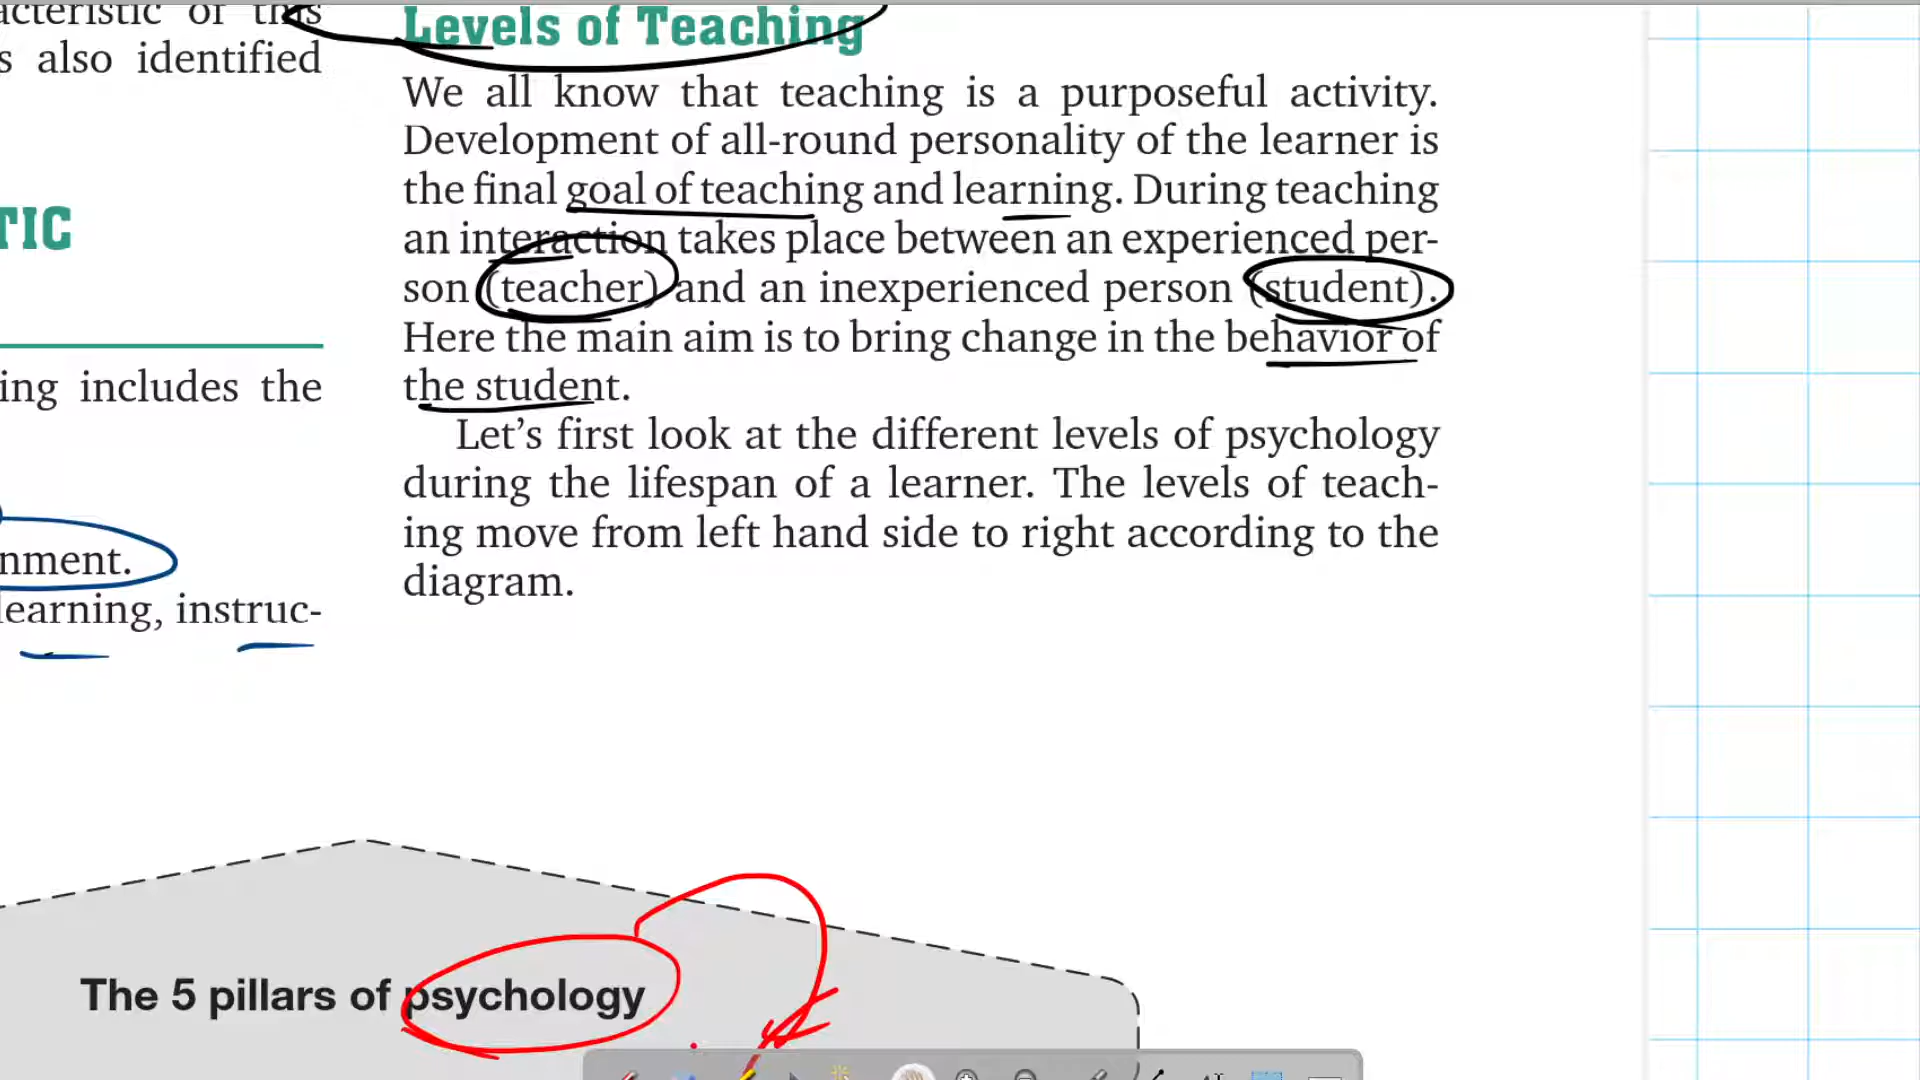 acteristic of this
s also identified
TIC
ing includes the
nment.
learning, instruc-
Levels of Teaching
We all know that teaching is a purposeful activity.
Development of all-round personality of the learner is
the final goal of teaching and learning. During teaching
an interaction takes place between an experienced per-
son (teacher) and an inexperienced person (student).
Here the main aim is to bring change in the behavior of
the student.
Let's first look at the different levels of psychology
during the lifespan of a learner. The levels of teach-
ing move from left hand side to right according to the
diagram.
The 5 pillars of psychology